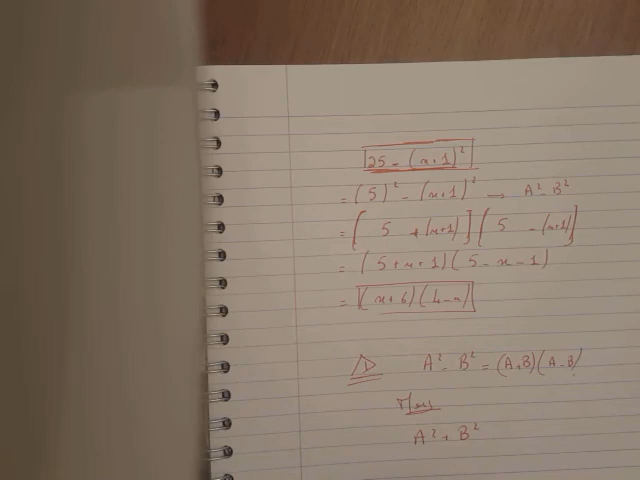 25 - (x+1)²
= (5)² - (x+1)² → A² - B²
= [5 + (x+1)] [5 - (x+1)]
= (5+x+1)(5-x-1)
= (x+6)(4-x)
A² - B² = (A+B)(A-B)
A² + B²